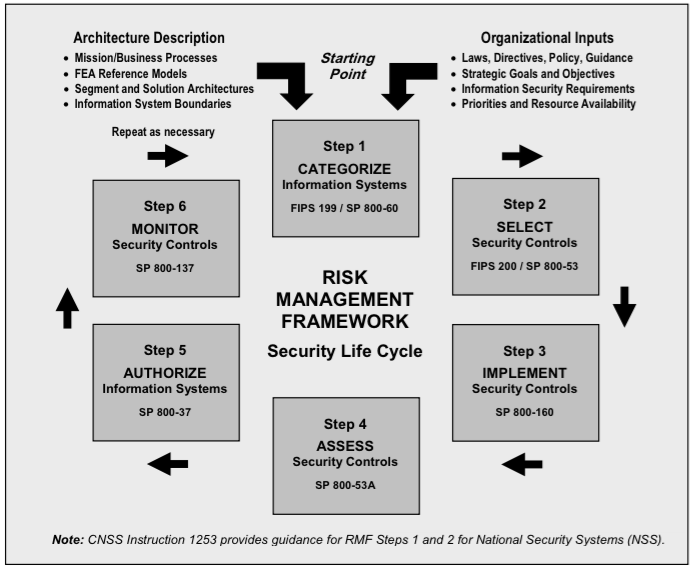 Architecture Description
• Mission/Business Processes
• FEA Reference Models
• Segment and Solution Architectures
• Information System Boundaries
Starting
Point
Organizational Inputs
• Laws, Directives, Policy, Guidance
• Strategic Goals and Objectives
• Information Security Requirements
• Priorities and Resource Availability
Repeat as necessary
Step 1
CATEGORIZE
Information Systems
FIPS 199 / SP 800-60
Step 2
SELECT
Security Controls
FIPS 200 / SP 800-53
Step 3
IMPLEMENT
Security Controls
SP 800-160
Step 4
ASSESS
Security Controls
SP 800-53A
Step 5
AUTHORIZE
Information Systems
SP 800-37
Step 6
MONITOR
Security Controls
SP 800-137
RISK
MANAGEMENT
FRAMEWORK
Security Life Cycle
Note: CNSS Instruction 1253 provides guidance for RMF Steps 1 and 2 for National Security Systems (NSS).